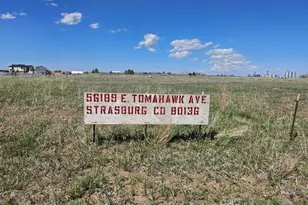 56189 E. TOMAHAWK AVE.
STRASBURG CO 80136